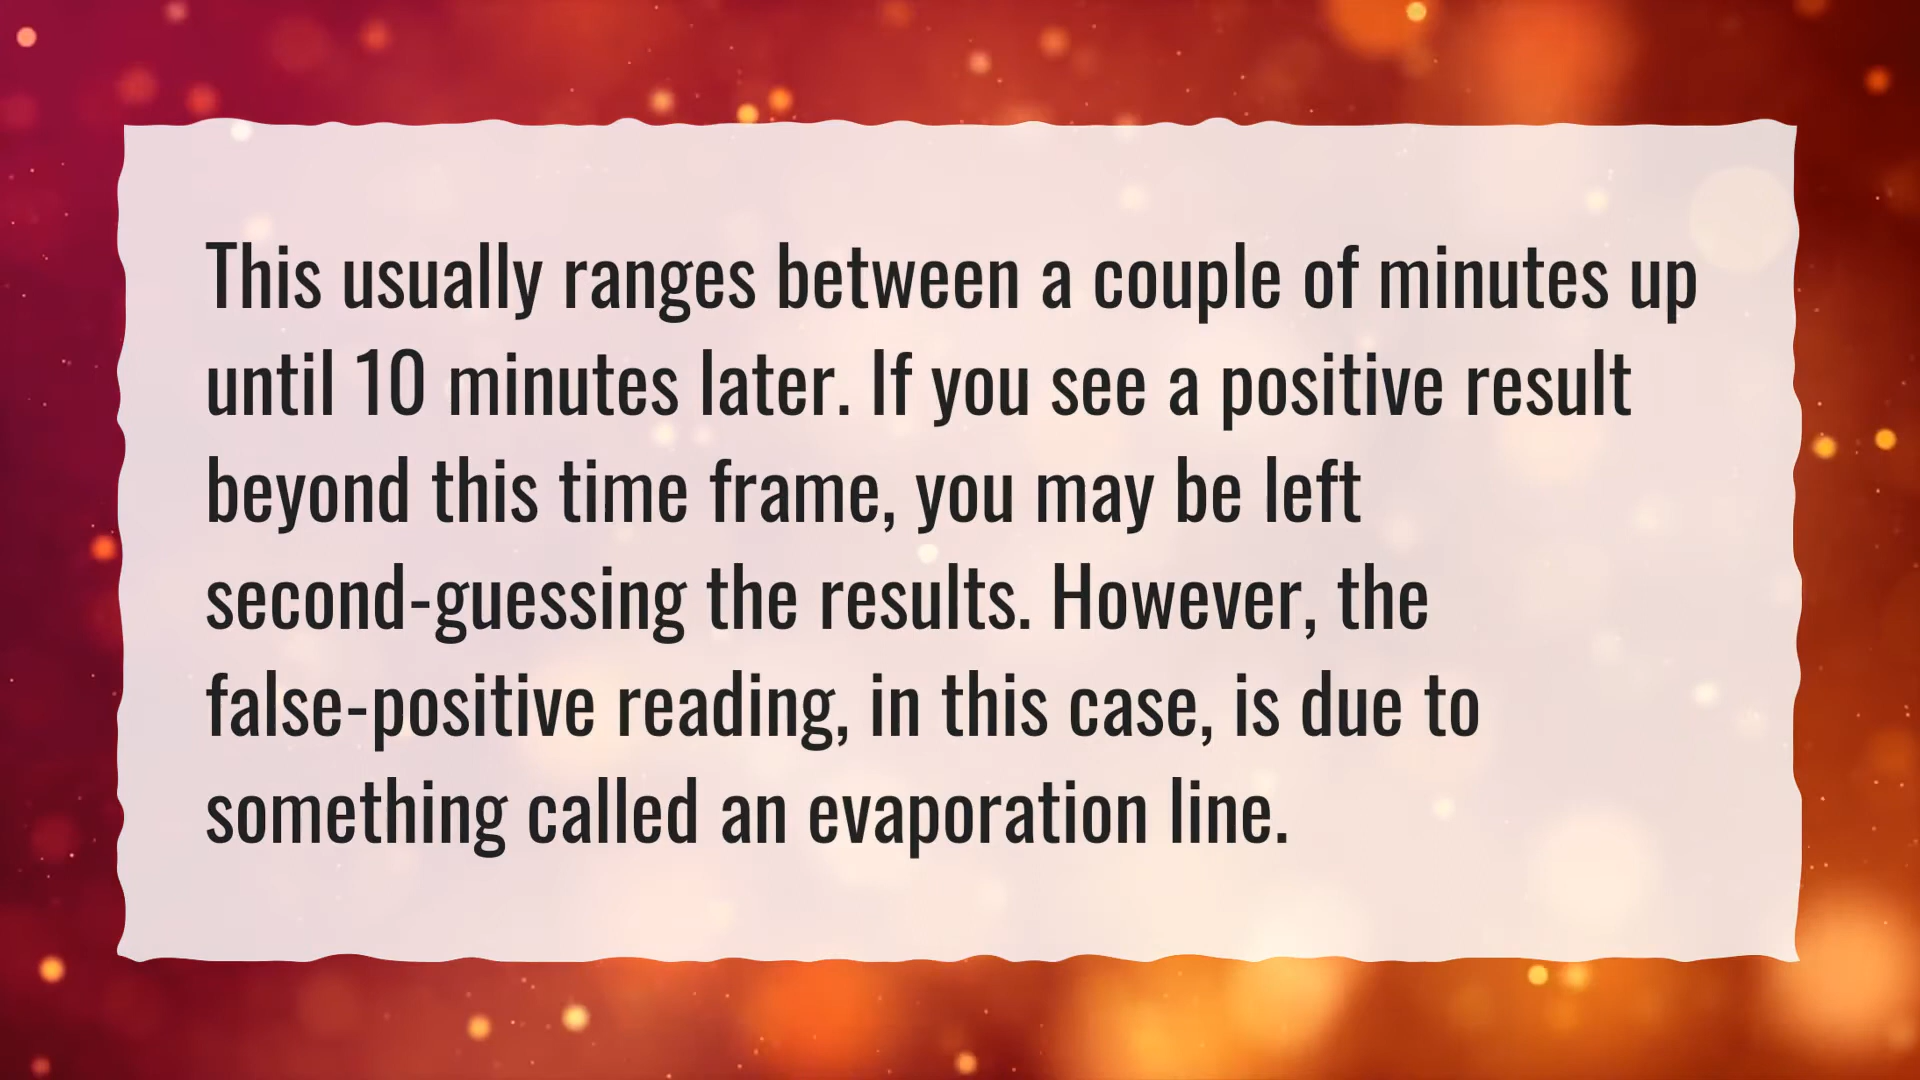 This usually ranges between a couple of minutes up
until 10 minutes later. If you see a positive result
beyond this time frame, you may be left
second-guessing the results. However, the
false-positive reading, in this case, is due to
something called an evaporation line.